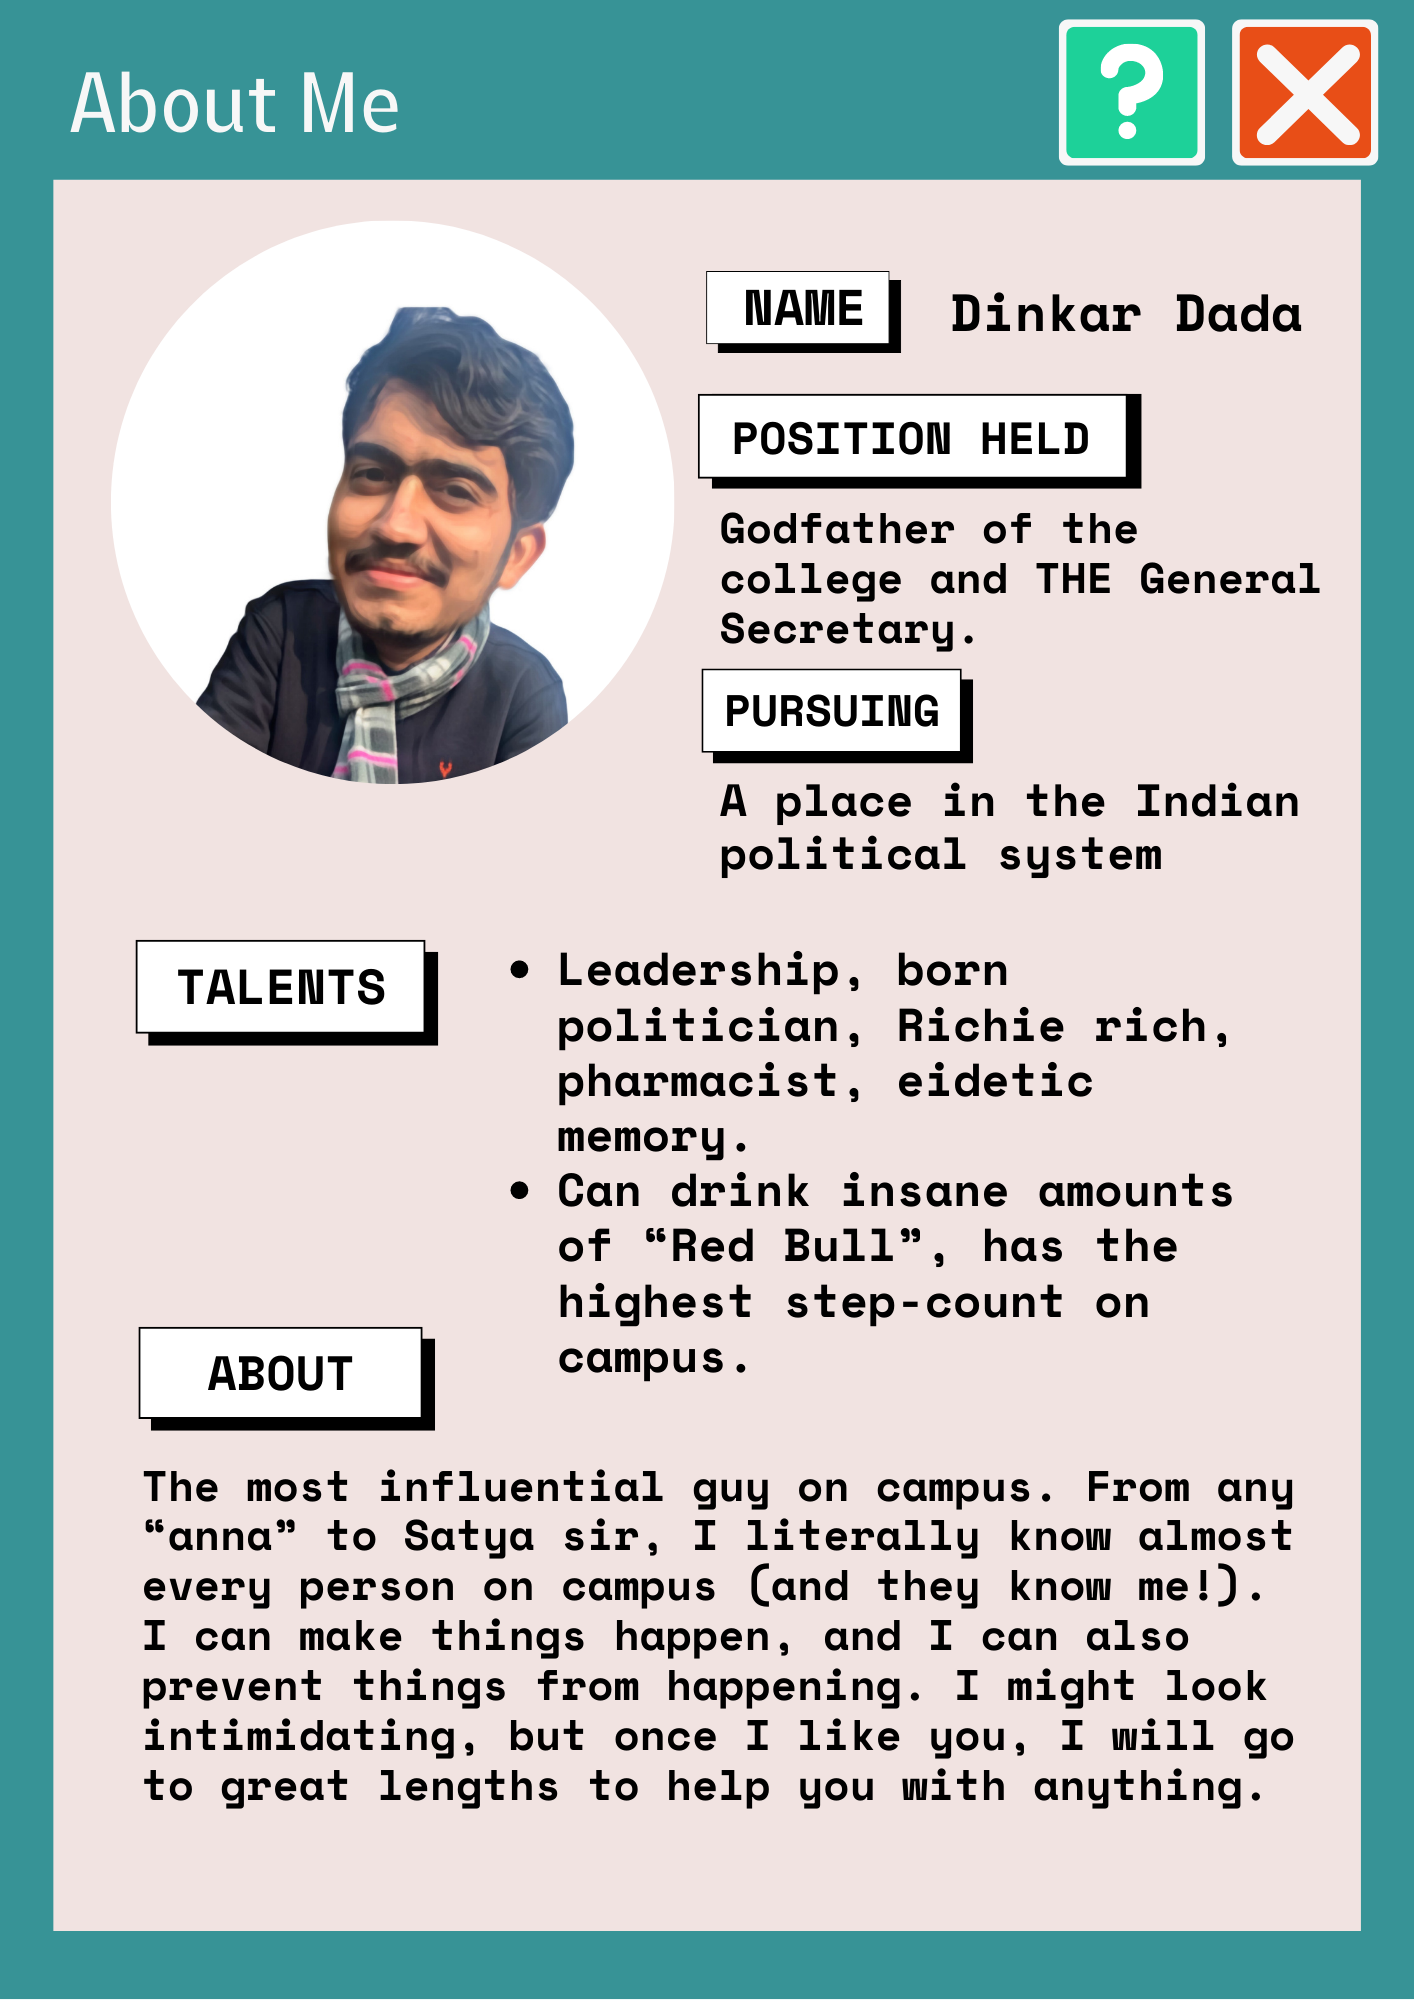 About Me
?
NAME
Dinkar Dada
POSITION HELD
Godfather of the
college and THE General
Secretary.
PURSUING
A place in the Indian
political system
TALENTS
• Leadership, born
politician, Richie rich,
pharmacist, eidetic
memory.
• Can drink insane amounts
of “Red Bull”, has the
highest step-count on
campus.
ABOUT
The most influential guy on campus. From any
“anna” to Satya sir, I literally know almost
every person on campus (and they know me!).
I can make things happen, and I can also
prevent things from happening. I might look
intimidating, but once I like you, I will go
to great lengths to help you with anything.